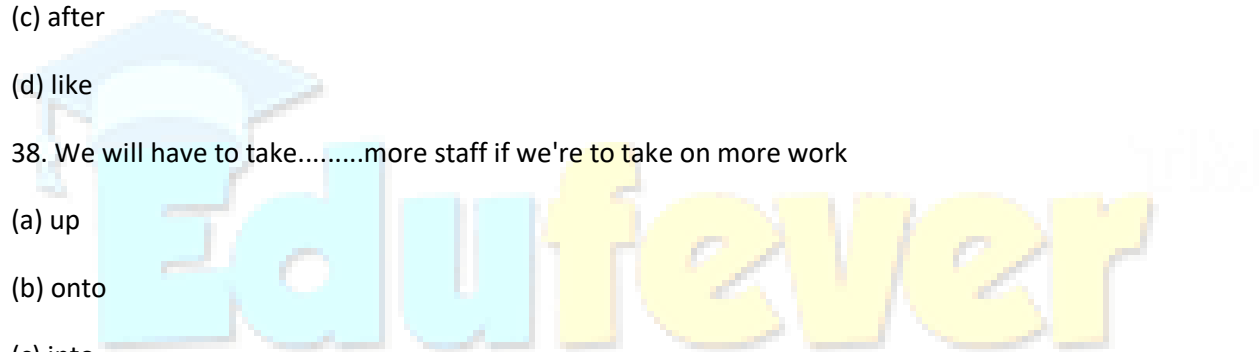 (c) after
(d) like
38. We will have to take.........more staff if we're to take on more work
(a) up
Edufever
(b) onto
(c) into